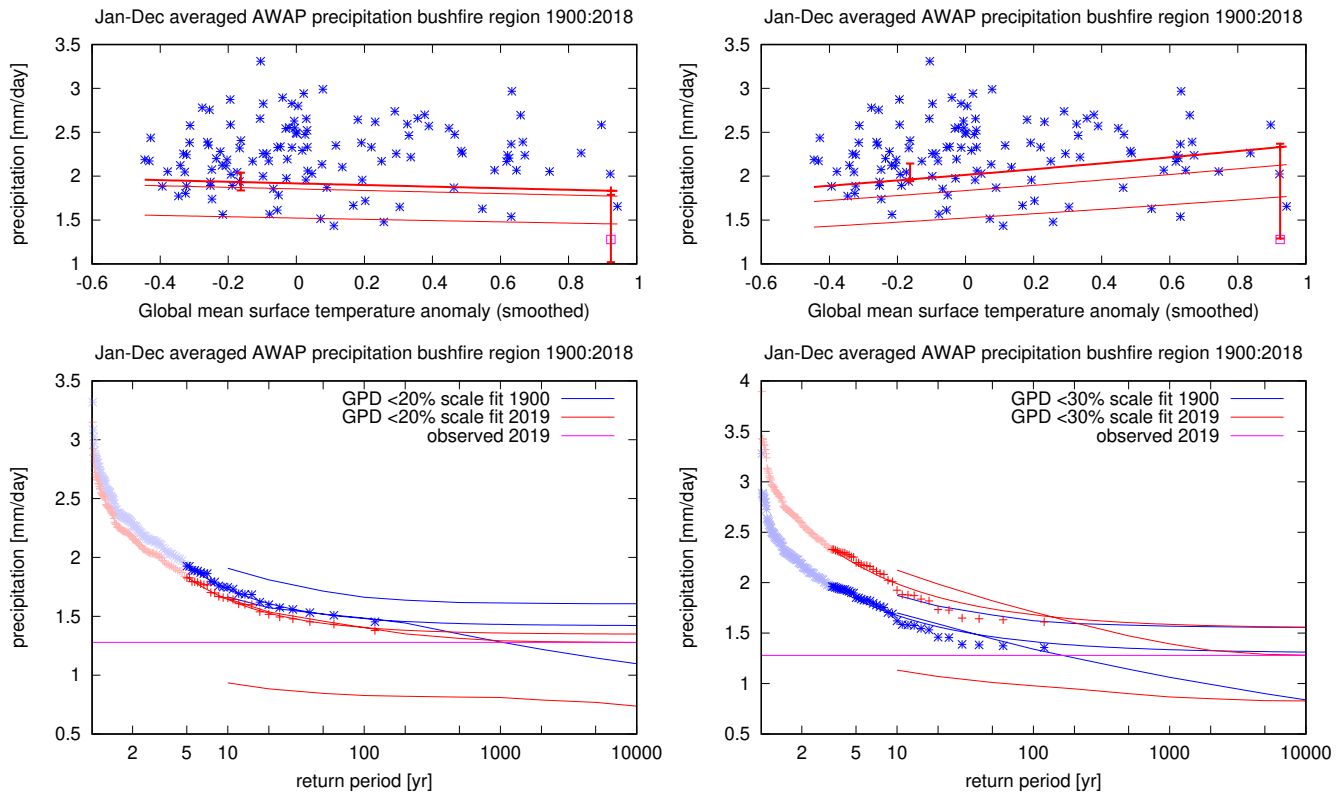 Jan-Dec averaged AWAP precipitation bushfire region 1900:2018
precipitation [mm/day]
3.5
3
2.5
2
1.5
1
-0.6 -0.4 -0.2 0 0.2 0.4 0.6 0.8 1
Global mean surface temperature anomaly (smoothed)
Jan-Dec averaged AWAP precipitation bushfire region 1900:2018
precipitation [mm/day]
3.5
3
2.5
2
1.5
1
-0.6 -0.4 -0.2 0 0.2 0.4 0.6 0.8 1
Global mean surface temperature anomaly (smoothed)
Jan-Dec averaged AWAP precipitation bushfire region 1900:2018
precipitation [mm/day]
3.5
3
2.5
2
1.5
1
0.5
GPD <20% scale fit 1900
GPD <20% scale fit 2019
observed 2019
2 5 10 100 1000 10000
return period [yr]
Jan-Dec averaged AWAP precipitation bushfire region 1900:2018
precipitation [mm/day]
4
3.5
3
2.5
2
1.5
1
0.5
GPD <30% scale fit 1900
GPD <30% scale fit 2019
observed 2019
2 5 10 100 1000 10000
return period [yr]